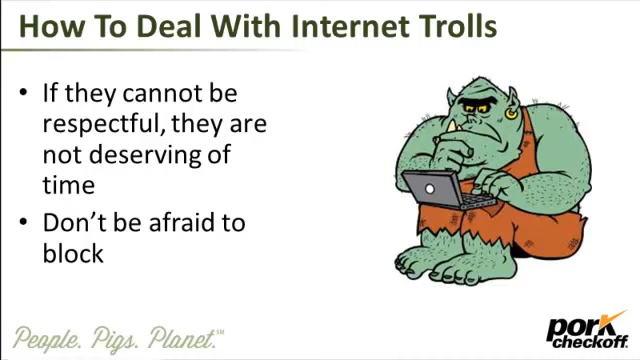 How To Deal With Internet Trolls
• If they cannot be
respectful, they are
not deserving of
time
• Don't be afraid to
block
People. Pigs. Planet.℠
pork
checkoff.